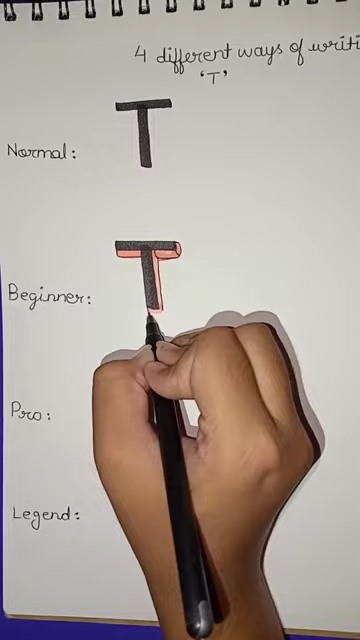 4 different ways of writi
'T'
Normal: T
Beginner: T
Pro:
Legend: